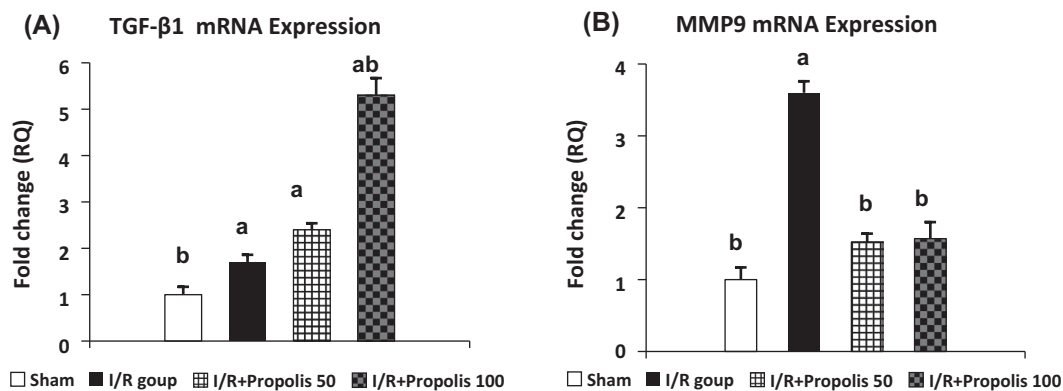 (A) TGF-β1 mRNA Expression
Fold change (RQ)
6
5
4
3
2
1
0
b
a
a
ab
Sham I/R goup I/R+Propolis 50 I/R+Propolis 100
(B) MMP9 mRNA Expression
Fold change (RQ)
4
3
2
1
0
b
a
b
b
Sham I/R goup I/R+Propolis 50 I/R+Propolis 100